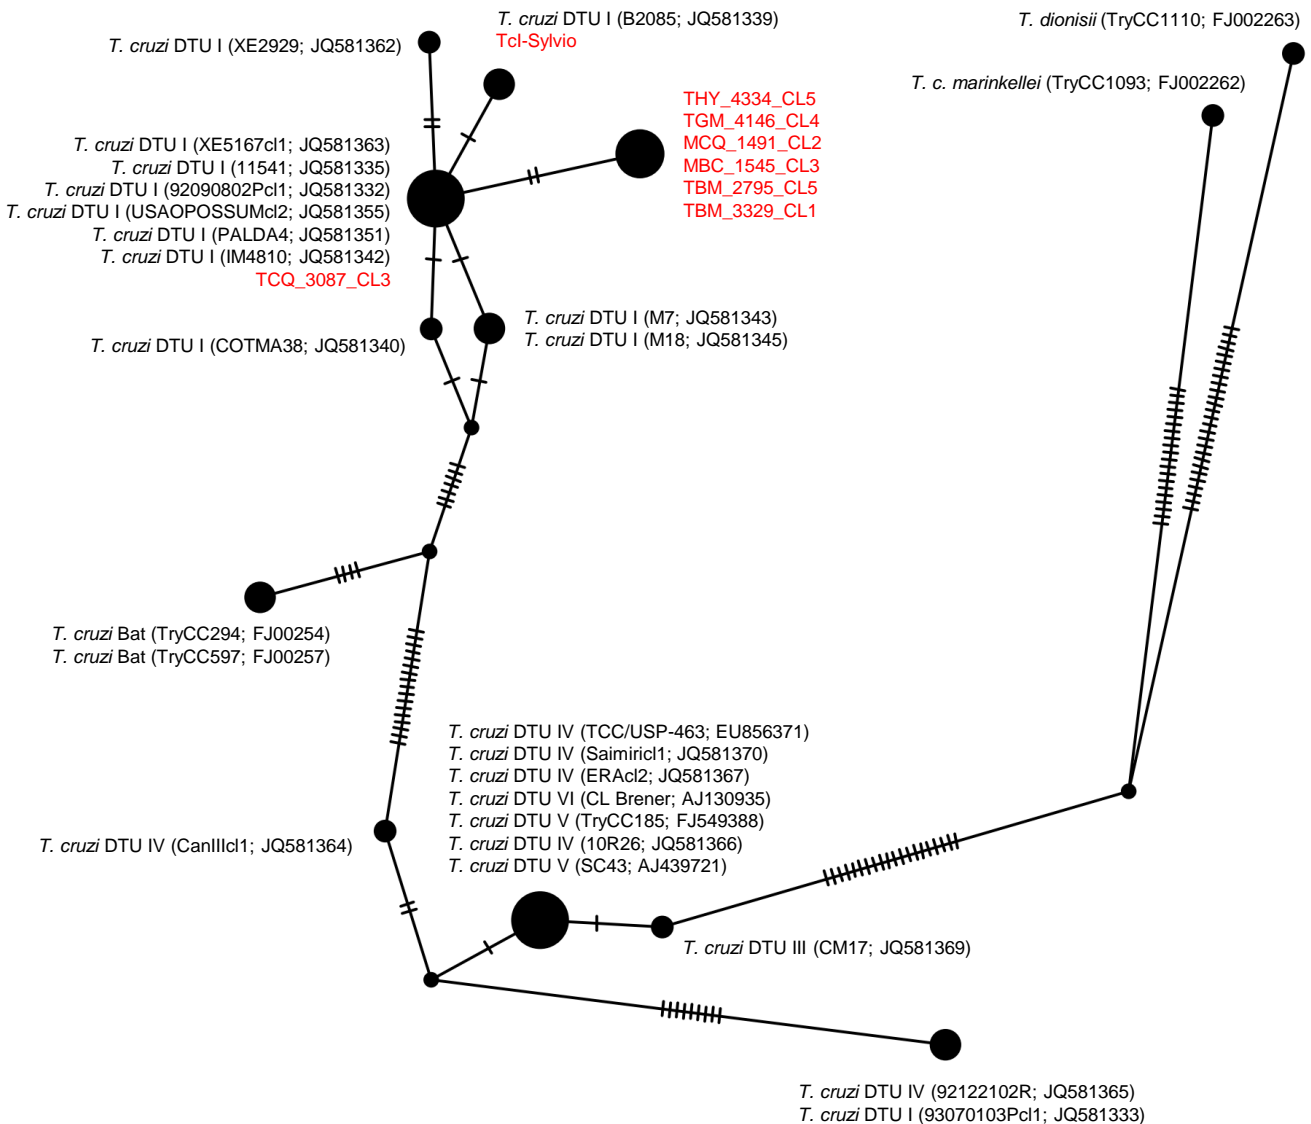 T. cruzi DTU I (B2085; JQ581339)
TcI-Sylvio
T. dionisii (TryCC1110; FJ002263)
T. cruzi DTU I (XE2929; JQ581362)
T. c. marinkellei (TryCC1093; FJ002262)
THY_4334_CL5
TGM_4146_CL4
MCQ_1491_CL2
MBC_1545_CL3
TBM_2795_CL5
TBM_3329_CL1
T. cruzi DTU I (XE5167cl1; JQ581363)
T. cruzi DTU I (11541; JQ581335)
T. cruzi DTU I (92090802Pcl1; JQ581332)
T. cruzi DTU I (USAOPOSSUMcl2; JQ581355)
T. cruzi DTU I (PALDA4; JQ581351)
T. cruzi DTU I (IM4810; JQ581342)
TCQ_3087_CL3
T. cruzi DTU I (M7; JQ581343)
T. cruzi DTU I (M18; JQ581345)
T. cruzi DTU I (COTMA38; JQ581340)
T. cruzi Bat (TryCC294; FJ00254)
T. cruzi Bat (TryCC597; FJ00257)
T. cruzi DTU IV (TCC/USP-463; EU856371)
T. cruzi DTU IV (Saimiricl1; JQ581370)
T. cruzi DTU IV (ERAcl2; JQ581367)
T. cruzi DTU VI (CL Brener; AJ130935)
T. cruzi DTU V (TryCC185; FJ549388)
T. cruzi DTU IV (10R26; JQ581366)
T. cruzi DTU V (SC43; AJ439721)
T. cruzi DTU IV (CanIIIcl1; JQ581364)
T. cruzi DTU III (CM17; JQ581369)
T. cruzi DTU IV (92122102R; JQ581365)
T. cruzi DTU I (93070103Pcl1; JQ581333)